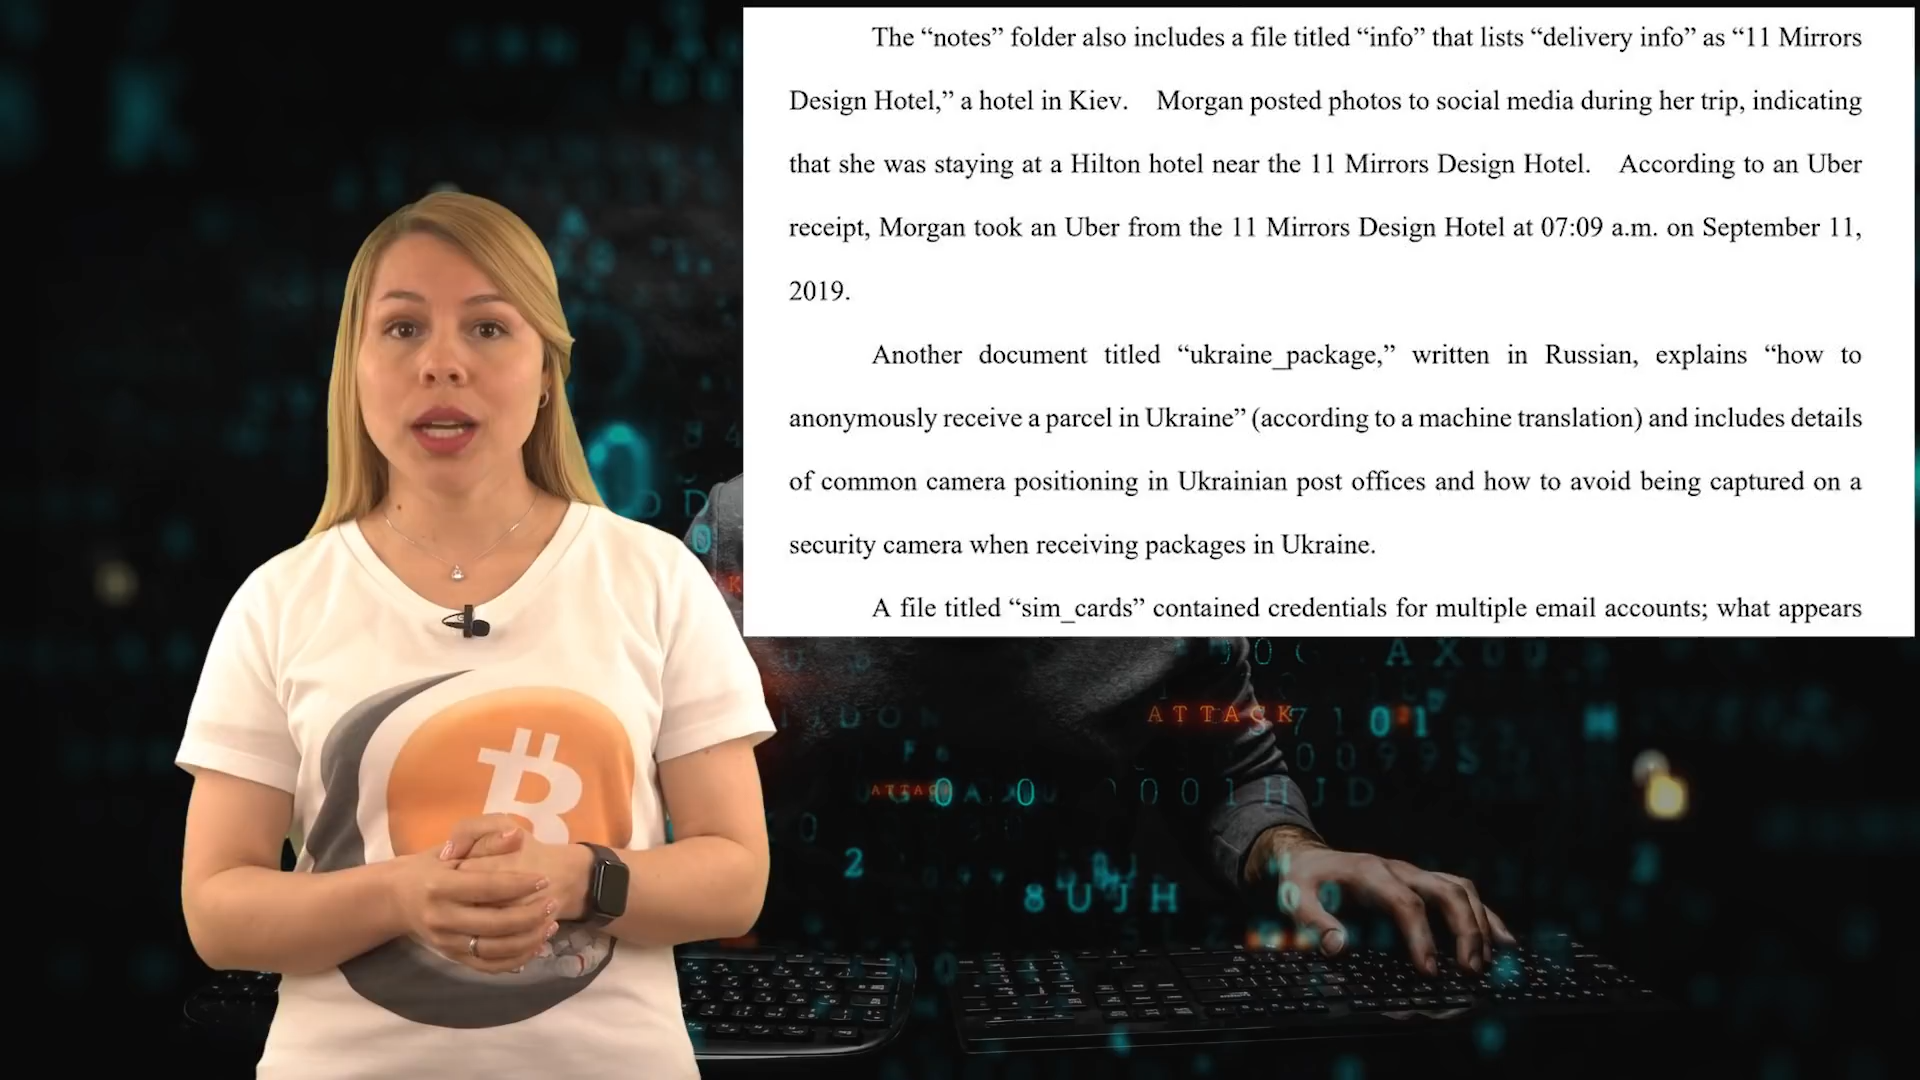 The “notes” folder also includes a file titled “info” that lists “delivery info” as “11 Mirrors
Design Hotel,” a hotel in Kiev. Morgan posted photos to social media during her trip, indicating
that she was staying at a Hilton hotel near the 11 Mirrors Design Hotel. According to an Uber
receipt, Morgan took an Uber from the 11 Mirrors Design Hotel at 07:09 a.m. on September 11,
2019.
Another document titled “ukraine_package,” written in Russian, explains “how to
anonymously receive a parcel in Ukraine” (according to a machine translation) and includes details
of common camera positioning in Ukrainian post offices and how to avoid being captured on a
security camera when receiving packages in Ukraine.
A file titled “sim_cards” contained credentials for multiple email accounts; what appears
ATTACK
01
0001HJD
2
8UJH
00